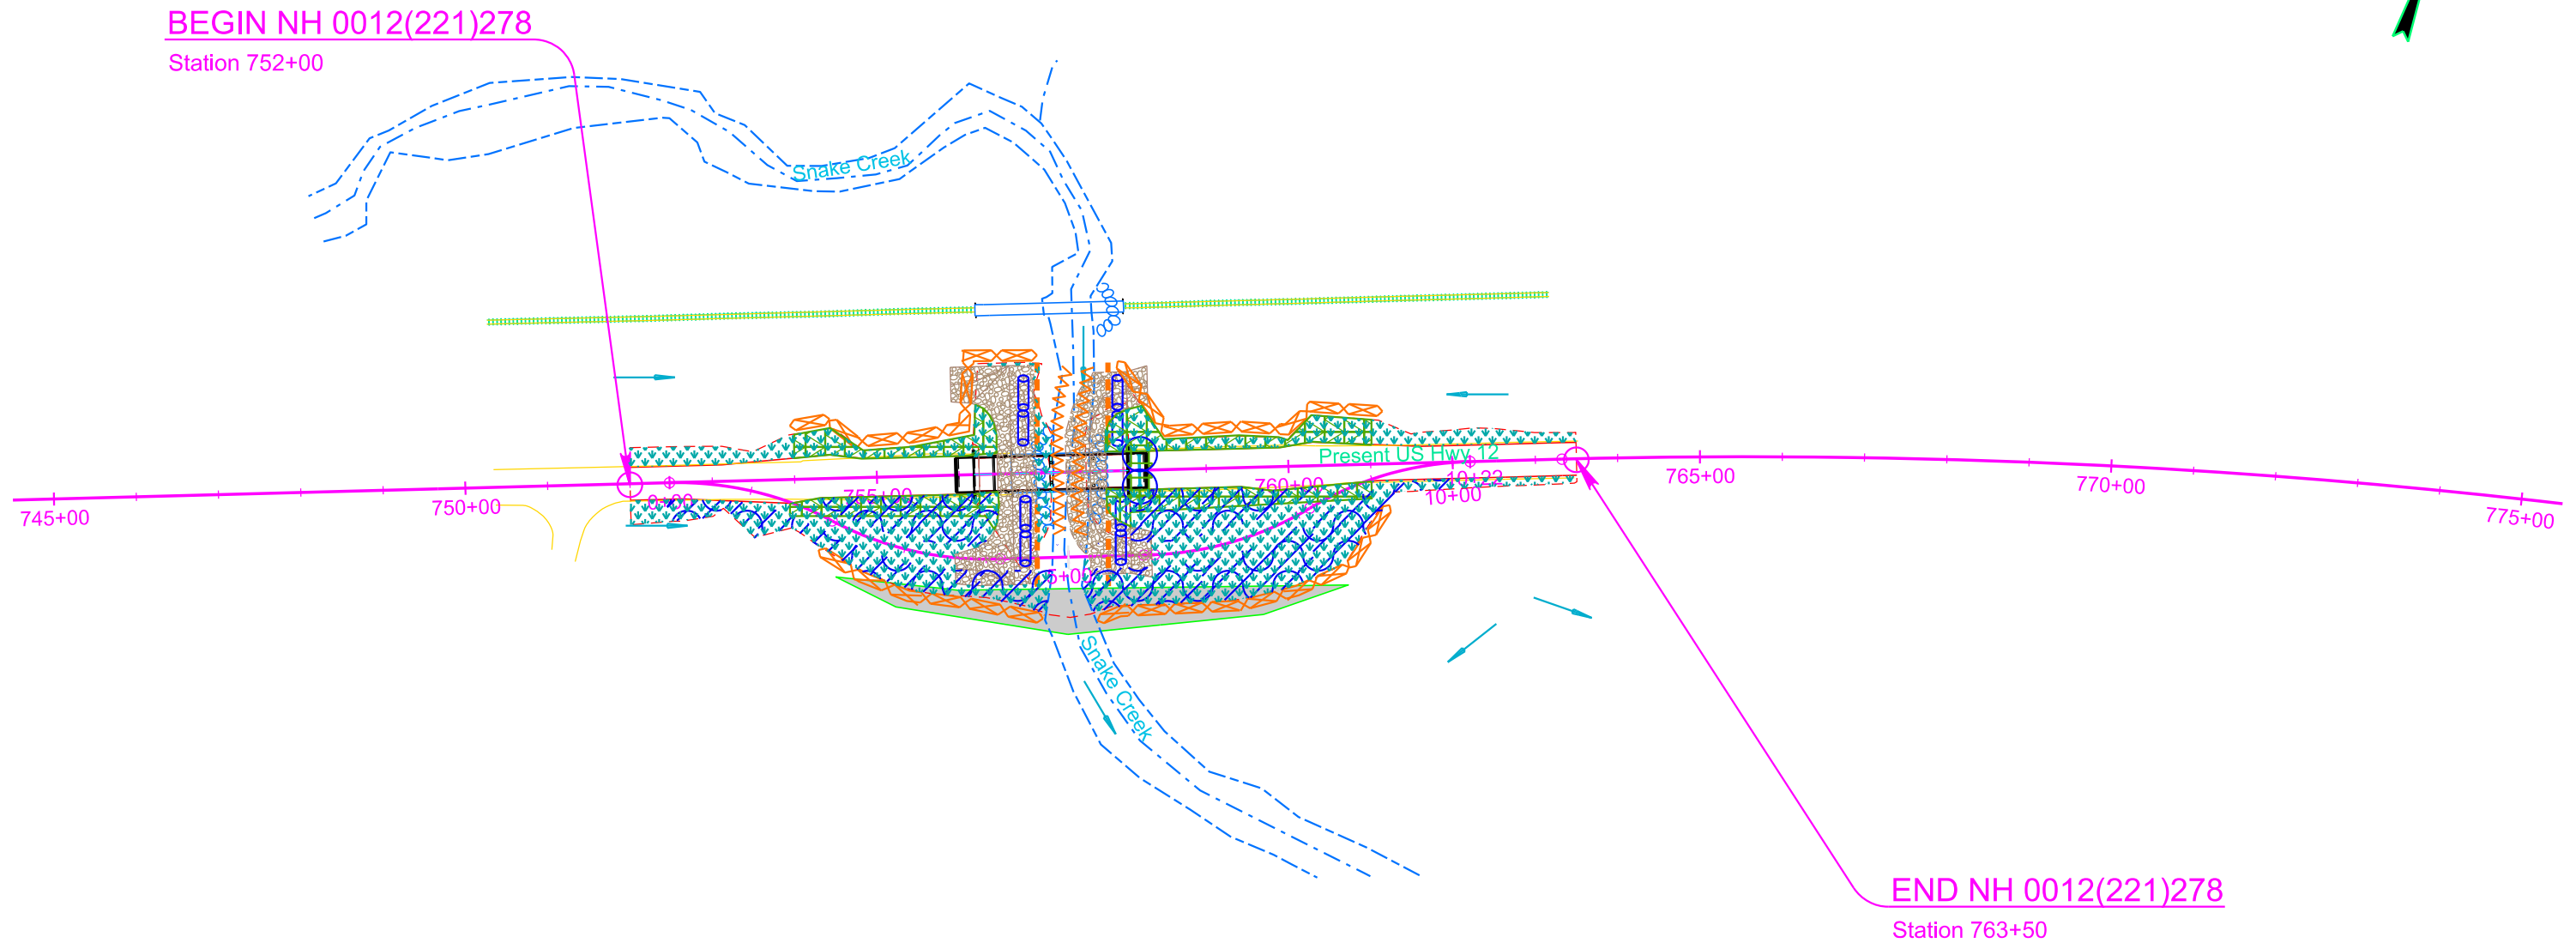 BEGIN NH 0012(221)278
Station 752+00
Snake Creek
Present US Hwy 12
745+00
750+00
0+00
755+00
760+00
10+22
10+00
765+00
770+00
775+00
5+00
Snake Creek
END NH 0012(221)278
Station 763+50